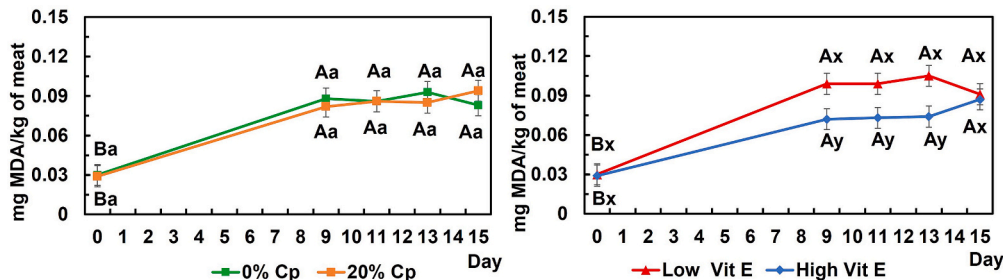 mg MDA/kg of meat
0.15
0.12
0.09
0.06
0.03
0
Ba
Ba
Aa Aa Aa Aa
Aa Aa Aa Aa
0 1 2 3 4 5 6 7 8 9 10 11 12 13 14 15
Day
0% Cp 20% Cp
mg MDA/kg of meat
0.15
0.12
0.09
0.06
0.03
0
Bx
Bx
Ax Ax Ax Ax
Ay Ay Ay Ax
0 1 2 3 4 5 6 7 8 9 10 11 12 13 14 15
Day
Low Vit E High Vit E